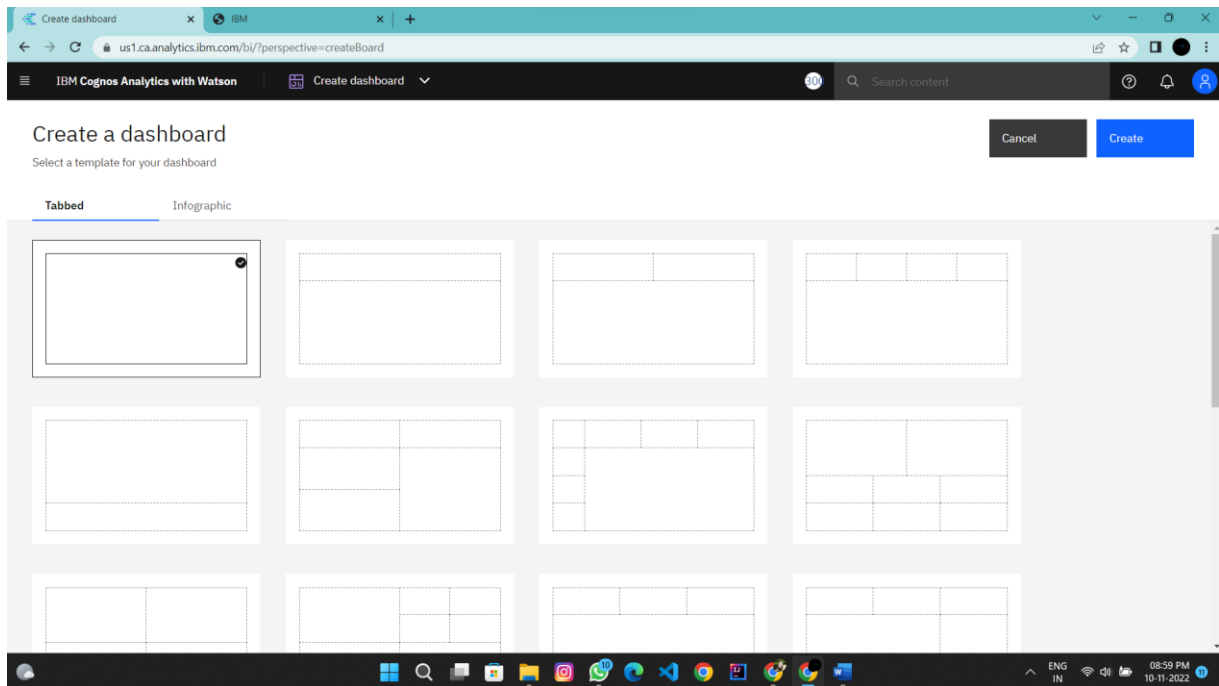 Create dashboard
IBM
us1.ca.analytics.ibm.com/bi/?perspective=createBoard
IBM Cognos Analytics with Watson
Create dashboard
Search content
Create a dashboard
Cancel
Create
Select a template for your dashboard
Tabbed
Infographic
10
ENG
IN
08:59 PM
10-11-2022
11